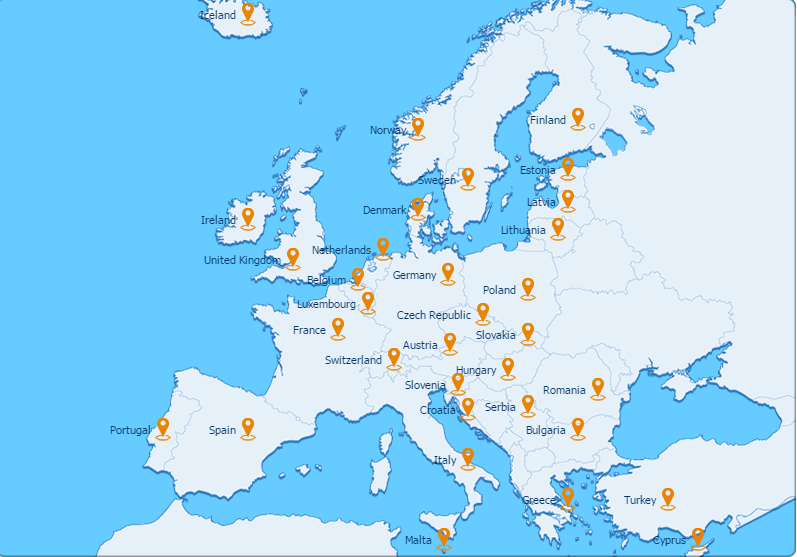 Iceland
Finland
Norway
Estonia
Sweden
Latvia
Denmark
Ireland
Lithuania
Netherlands
United Kingdom
Germany
Belgium
Poland
Luxembourg
Czech Republic
France
Slovakia
Austria
Switzerland
Hungary
Slovenia
Romania
Serbia
Croatia
Portugal
Spain
Bulgaria
Italy
Greece
Turkey
Malta
Cyprus